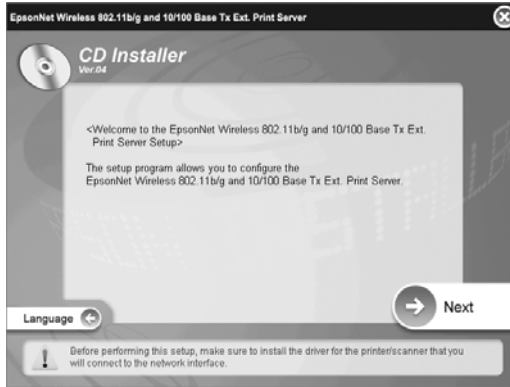 EpsonNet Wireless 802.11b/g and 10/100 Base Tx Ext. Print Server
CD Installer
Ver.04
<Welcome to the EpsonNet Wireless 802.11b/g and 10/100 Base Tx Ext.
Print Server Setup>
The setup program allows you to configure the
EpsonNet Wireless 802.11b/g and 10/100 Base Tx Ext. Print Server.
Language
Next
Before performing this setup, make sure to install the driver for the printer/scanner that you
will connect to the network interface.